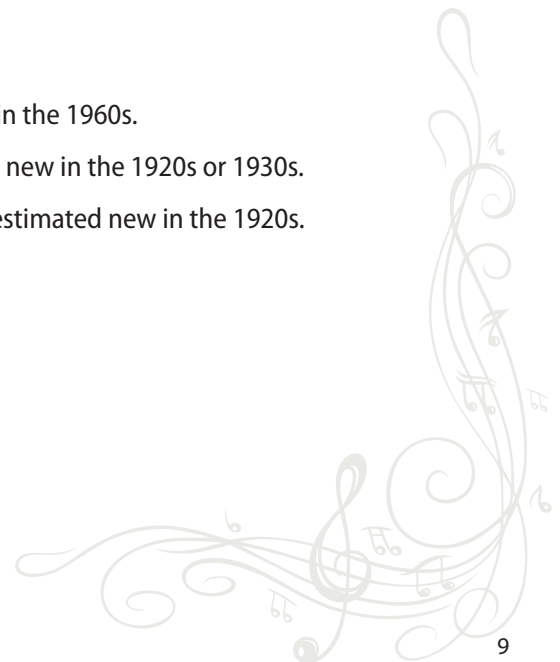 in the 1960s.
new in the 1920s or 1930s.
estimated new in the 1920s.
9